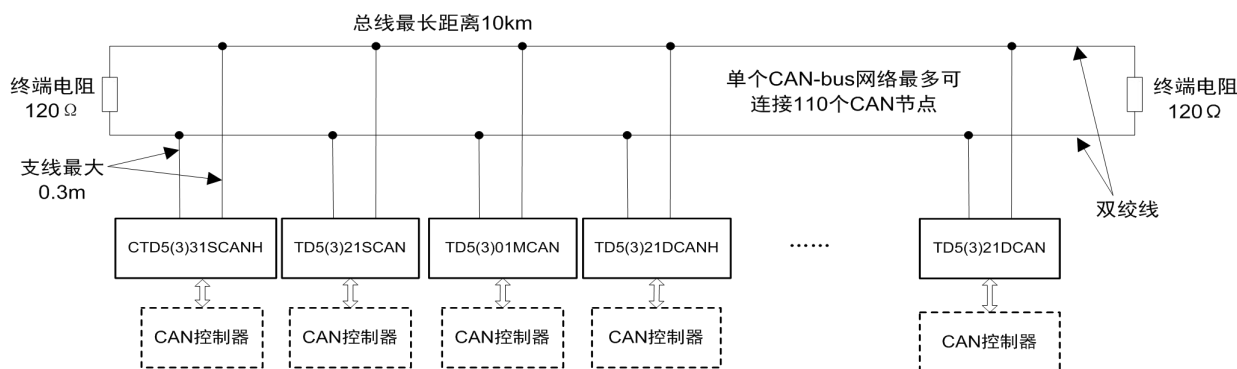 总线最长距离10km
终端电阻
120Ω
单个CAN-bus网络最多可
连接110个CAN节点
终端电阻
120Ω
支线最大
0.3m
双绞线
CTD5(3)31SCANH
TD5(3)21SCAN
TD5(3)01MCAN
TD5(3)21DCANH
......
TD5(3)21DCAN
CAN控制器
CAN控制器
CAN控制器
CAN控制器
CAN控制器